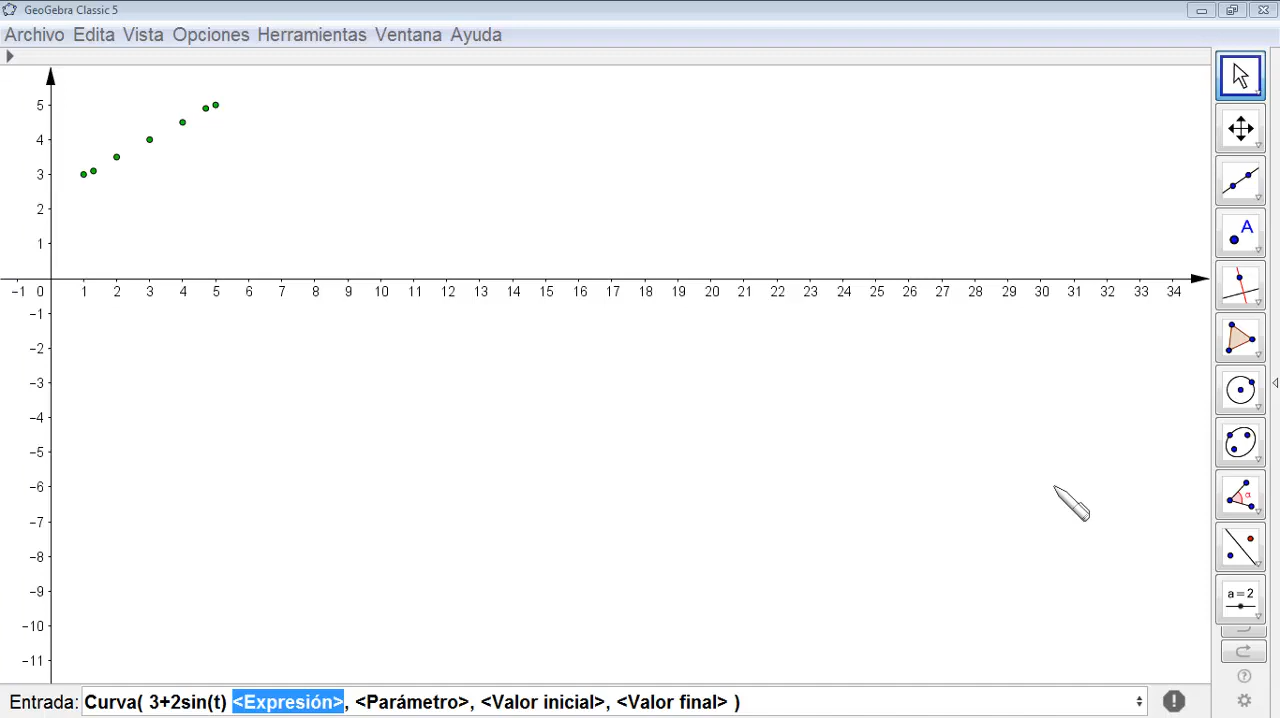 GeoGebra Classic 5
Archivo Edita Vista Opciones Herramientas Ventana Ayuda
5
4
3
2
1
−1 0 1 2 3 4 5 6 7 8 9 10 11 12 13 14 15 16 17 18 19 20 21 22 23 24 25 26 27 28 29 30 31 32 33 34
−1
−2
−3
−4
−5
−6
−7
−8
−9
−10
−11
A
α
a = 2
Entrada: Curva( 3+2sin(t) <Expresión>, <Parámetro>, <Valor inicial>, <Valor final> )